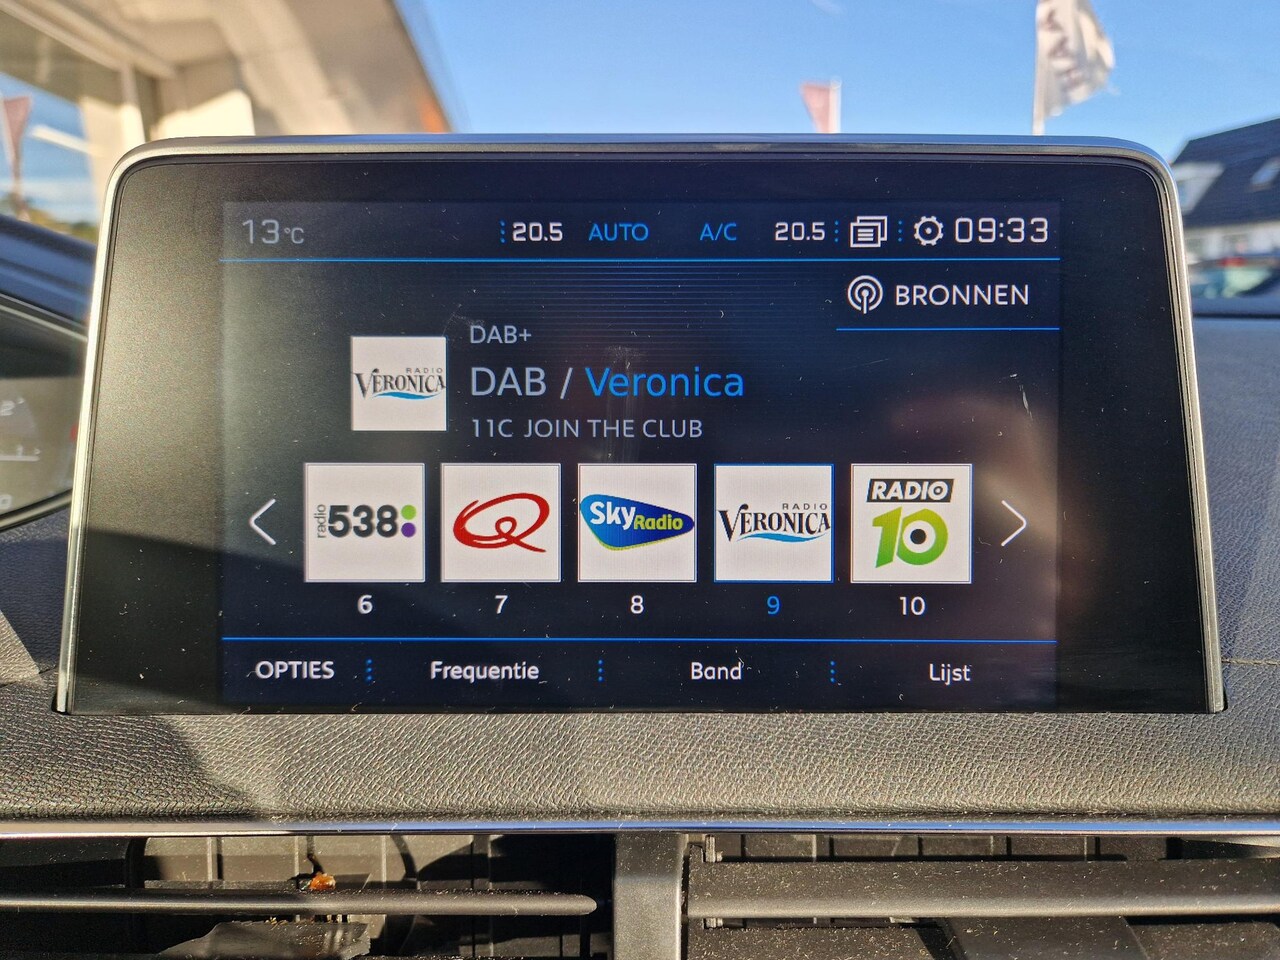 13°C 20.5 AUTO A/C 20.5 09:33
BRONNEN
DAB+
RADIO
VERONICA
DAB / Veronica
11C JOIN THE CLUB
radio 538
Q
Sky Radio
RADIO
VERONICA
RADIO
10
6 7 8 9 10
OPTIES Frequentie Band Lijst